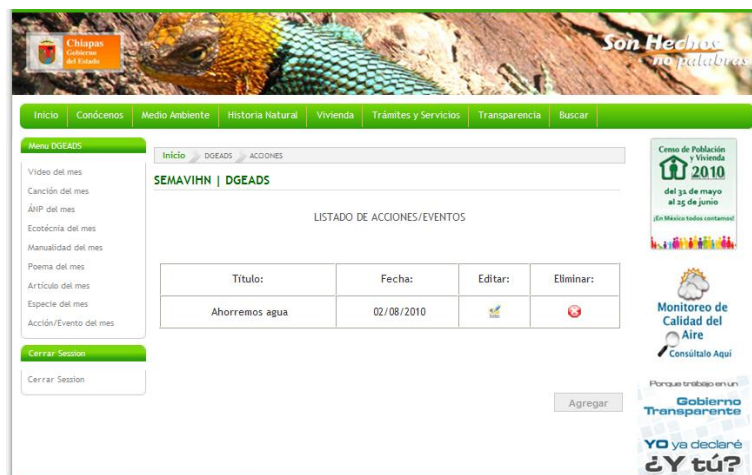 Chiapas
Gobierno
del Estado
Son Hechos
no palabras
Inicio Conócenos Medio Ambiente Historia Natural Vivienda Trámites y Servicios Transparencia Buscar
Menu DGEADS
Video del mes
Canción del mes
ÁNP del mes
Ecotécnia del mes
Manualidad del mes
Poema del mes
Artículo del mes
Especie del mes
Acción/Evento del mes
Cerrar Session
Cerrar Session
Inicio DGEADS ACCIONES
SEMAVIHN | DGEADS
LISTADO DE ACCIONES/EVENTOS
Título: Fecha: Editar: Eliminar:
Ahorremos agua 02/08/2010
Agregar
Censo de Población
y Vivienda
2010
del 31 de mayo
al 25 de junio
¡En México todos contamos!
Monitoreo de
Calidad del
Aire
Consúltalo Aquí
Porque trabajo en un
Gobierno
Transparente
YO ya declaré
¿Y tú?